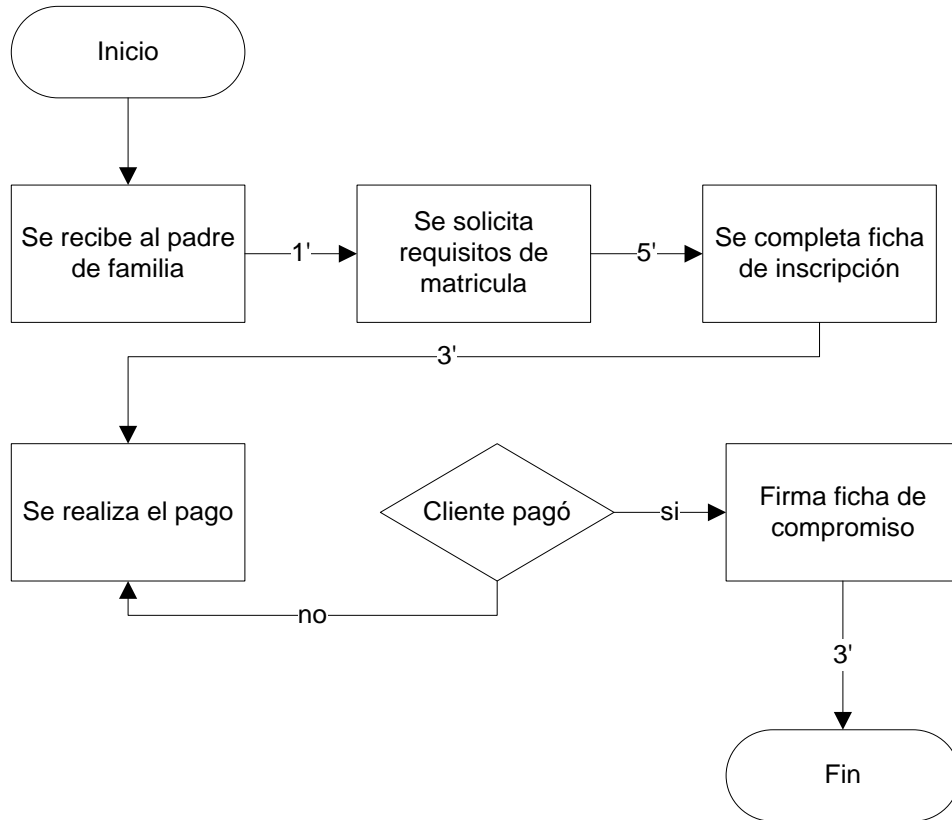 Inicio
Se recibe al padre
de familia
1'
Se solicita
requisitos de
matricula
5'
Se completa ficha
de inscripción
3'
Se realiza el pago
Cliente pagó
si
Firma ficha de
compromiso
no
3'
Fin